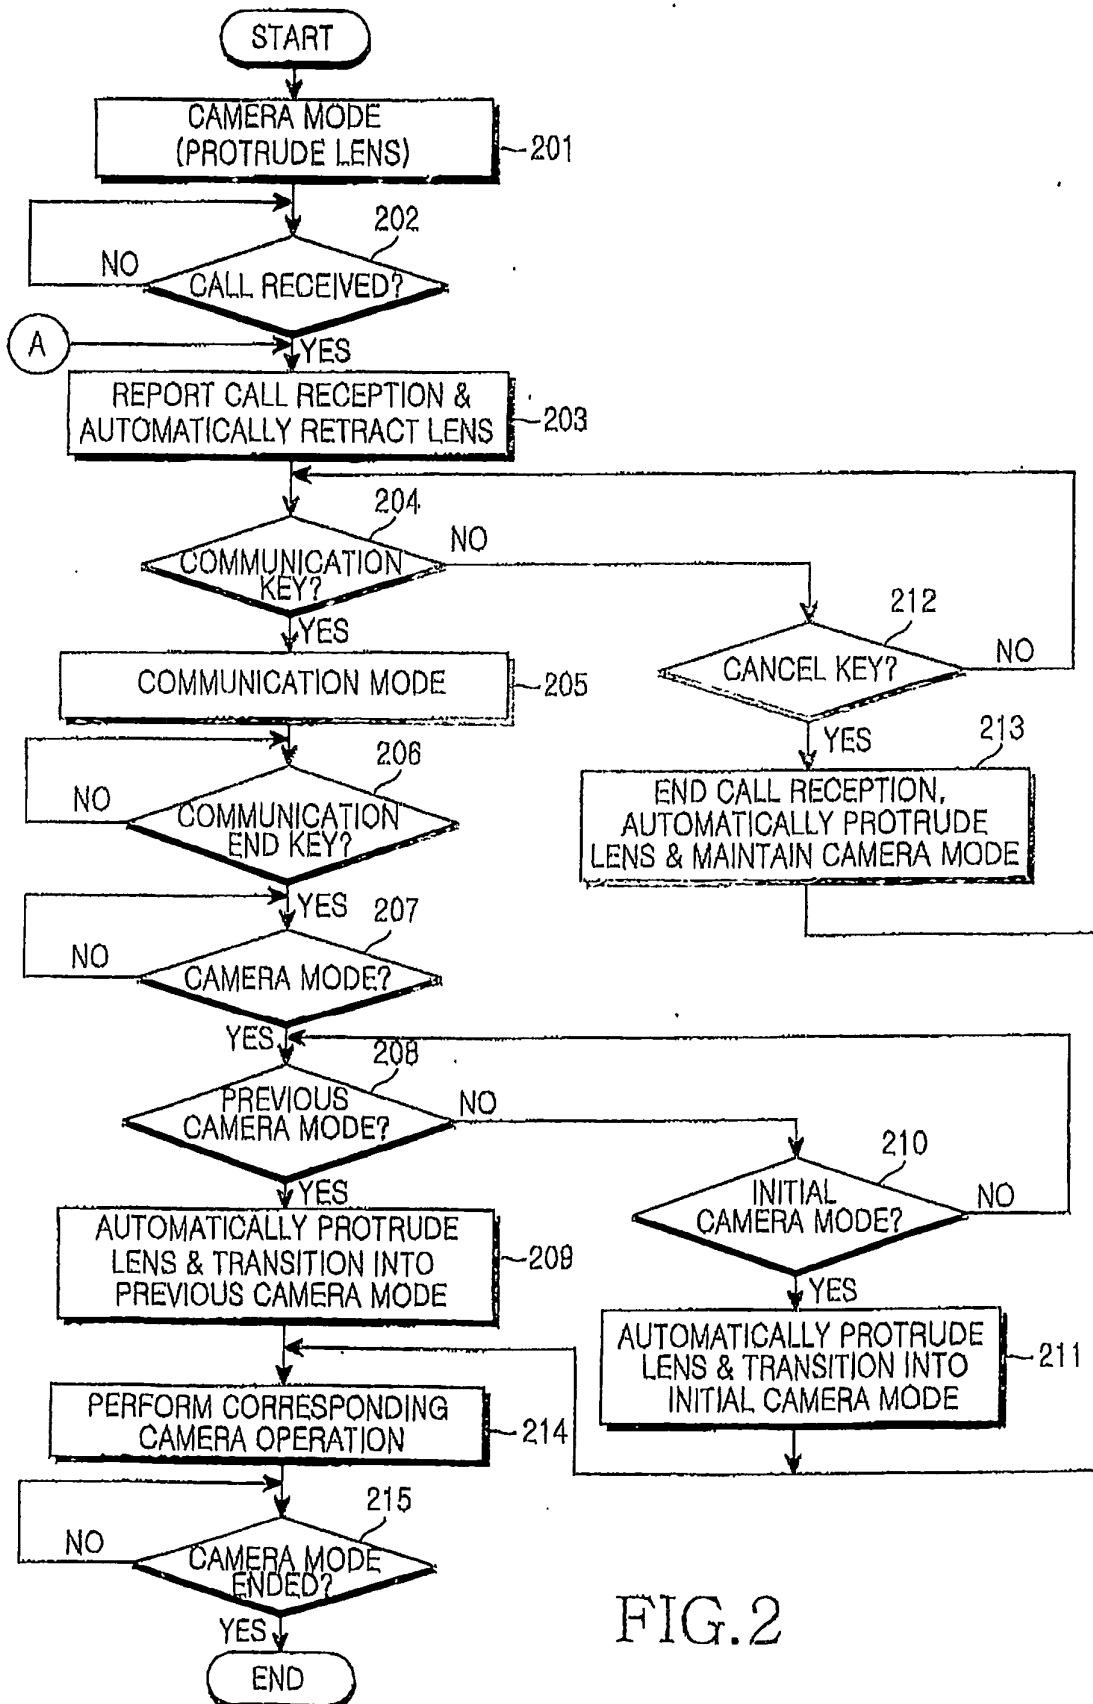 START
CAMERA MODE
(PROTRUDE LENS)
201
202
NO
CALL RECEIVED?
A
YES
REPORT CALL RECEPTION &
AUTOMATICALLY RETRACT LENS
203
204
NO
COMMUNICATION
KEY?
YES
212
CANCEL KEY?
NO
COMMUNICATION MODE
205
YES
213
END CALL RECEPTION,
AUTOMATICALLY PROTRUDE
LENS & MAINTAIN CAMERA MODE
206
NO
COMMUNICATION
END KEY?
YES
207
NO
CAMERA MODE?
YES
208
PREVIOUS
CAMERA MODE?
NO
YES
210
INITIAL
CAMERA MODE?
NO
YES
AUTOMATICALLY PROTRUDE
LENS & TRANSITION INTO
PREVIOUS CAMERA MODE
209
AUTOMATICALLY PROTRUDE
LENS & TRANSITION INTO
INITIAL CAMERA MODE
211
PERFORM CORRESPONDING
CAMERA OPERATION
214
215
NO
CAMERA MODE
ENDED?
YES
END
FIG.2